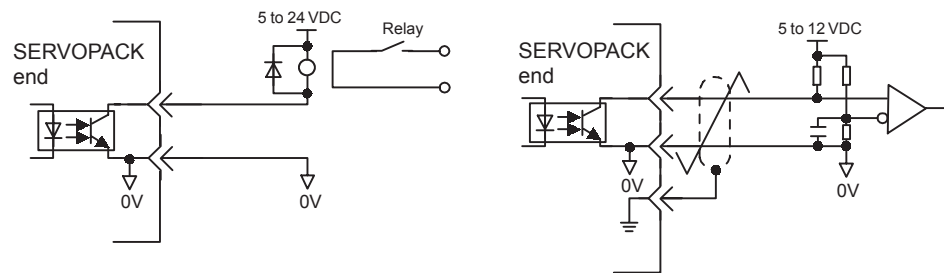 5 to 24 VDC
Relay
SERVOPACK
end
0V
0V
5 to 12 VDC
SERVOPACK
end
0V
0V